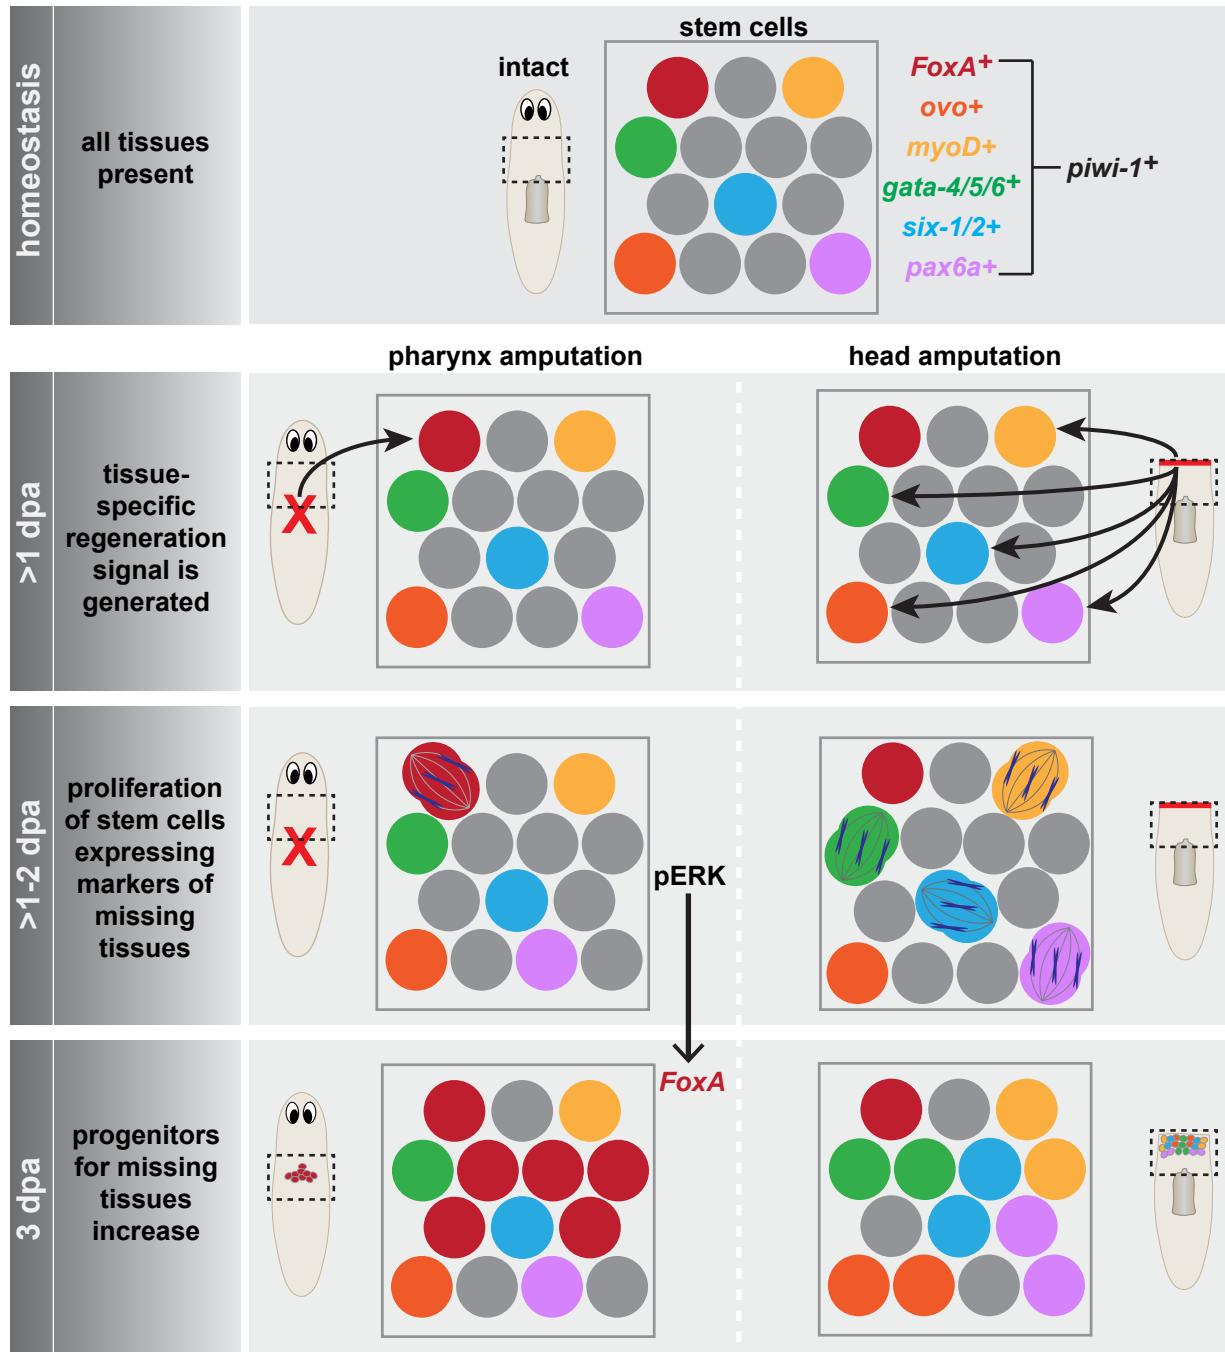 homeostasis
all tissues
present
intact
stem cells
FoxA+
ovo+
myoD+
gata-4/5/6+
six-1/2+
pax6a+
piwi-1+
pharynx amputation
head amputation
>1 dpa
tissue-
specific
regeneration
signal is
generated
X
>1-2 dpa
proliferation
of stem cells
expressing
markers of
missing
tissues
X
pERK
FoxA
3 dpa
progenitors
for missing
tissues
increase